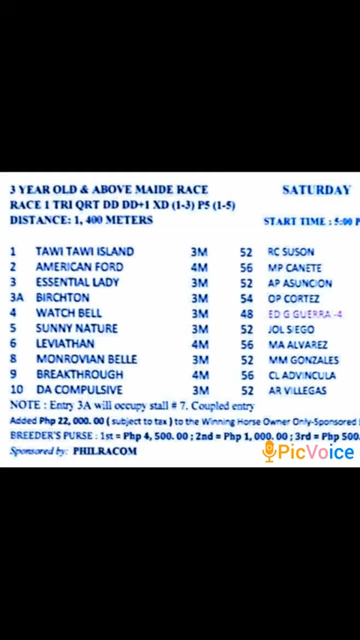 3 YEAR OLD & ABOVE MAIDE RACE SATURDAY
RACE 1 TRI QRT DD DD+1 XD (1-3) P5 (1-5)
DISTANCE: 1, 400 METERS START TIME : 5:00 P
1 TAWI TAWI ISLAND 3M 52 RC SUSON
2 AMERICAN FORD 4M 56 MP CANETE
3 ESSENTIAL LADY 3M 52 AP ASUNCION
3A BIRCHTON 3M 54 OP CORTEZ
4 WATCH BELL 3M 48 ED G GUERRA -4
5 SUNNY NATURE 3M 52 JOL SIEGO
6 LEVIATHAN 4M 56 MA ALVAREZ
8 MONROVIAN BELLE 3M 52 MM GONZALES
9 BREAKTHROUGH 4M 56 CL ADVINCULA
10 DA COMPULSIVE 3M 52 AR VILLEGAS
NOTE : Entry 3A will occupy stall # 7. Coupled entry
Added Php 22, 000. 00 ( subject to tax ) to the Winning Horse Owner Only-Sponsored
BREEDER'S PURSE : 1st = Php 4, 500. 00 ; 2nd = Php 1, 000. 00 ; 3rd = Php 500.
Sponsored by: PHILRACOM
PicVoice